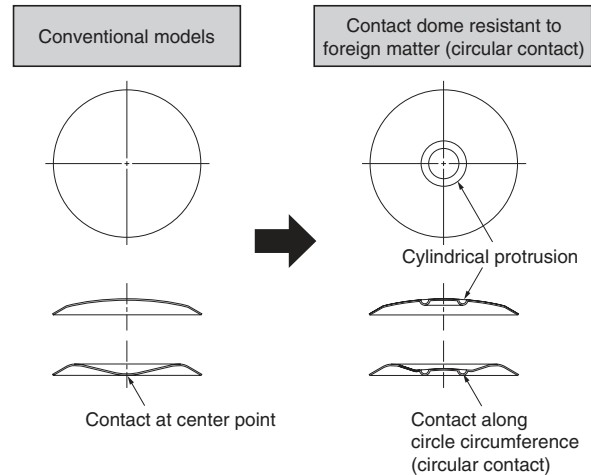 Conventional models
Contact dome resistant to
foreign matter (circular contact)
Cylindrical protrusion
Contact at center point
Contact along
circle circumference
(circular contact)